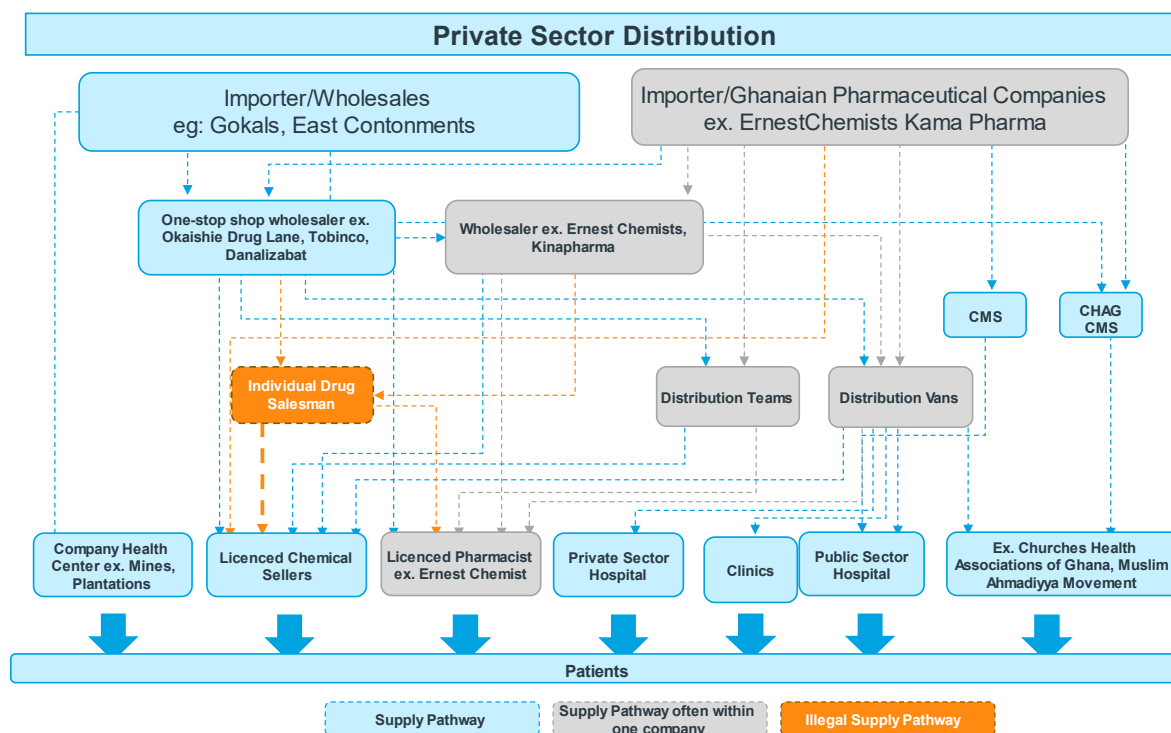 Private Sector Distribution
Importer/Wholesales
eg: Gokals, East Contonments
Importer/Ghanaian Pharmaceutical Companies
ex. ErnestChemists Kama Pharma
One-stop shop wholesaler ex.
Okaishie Drug Lane, Tobinco,
Danalizabat
Wholesaler ex. Ernest Chemists,
Kinapharma
CMS
CHAG
CMS
Individual Drug
Salesman
Distribution Teams
Distribution Vans
Company Health
Center ex. Mines,
Plantations
Licenced Chemical
Sellers
Licenced Pharmacist
ex. Ernest Chemist
Private Sector
Hospital
Clinics
Public Sector
Hospital
Ex. Churches Health
Associations of Ghana, Muslim
Ahmadiyya Movement
Patients
Supply Pathway
Supply Pathway often within
one company
Illegal Supply Pathway